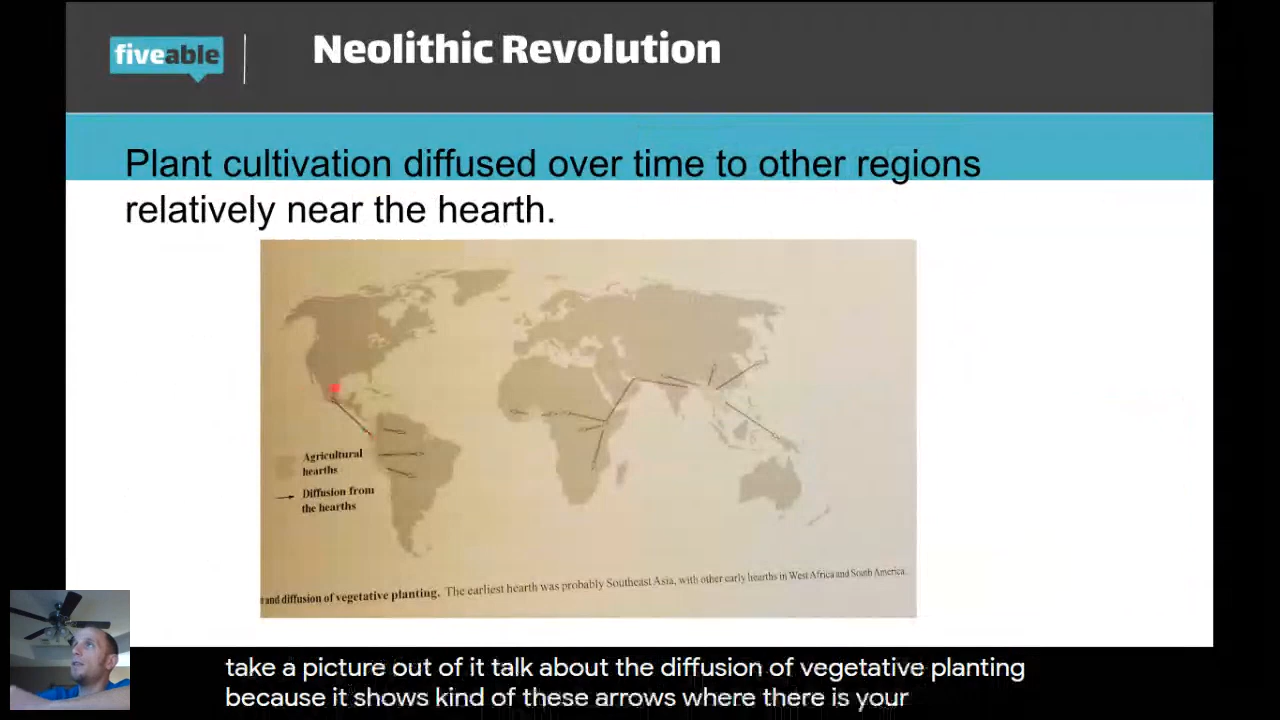 fiveable
Neolithic Revolution
Plant cultivation diffused over time to other regions
relatively near the hearth.
Agricultural
hearths
Diffusion from
the hearths
and diffusion of vegetative planting. The earliest hearth was probably Southeast Asia, with other early hearths in West Africa and South America.
take a picture out of it talk about the diffusion of vegetative planting
because it shows kind of these arrows where there is your